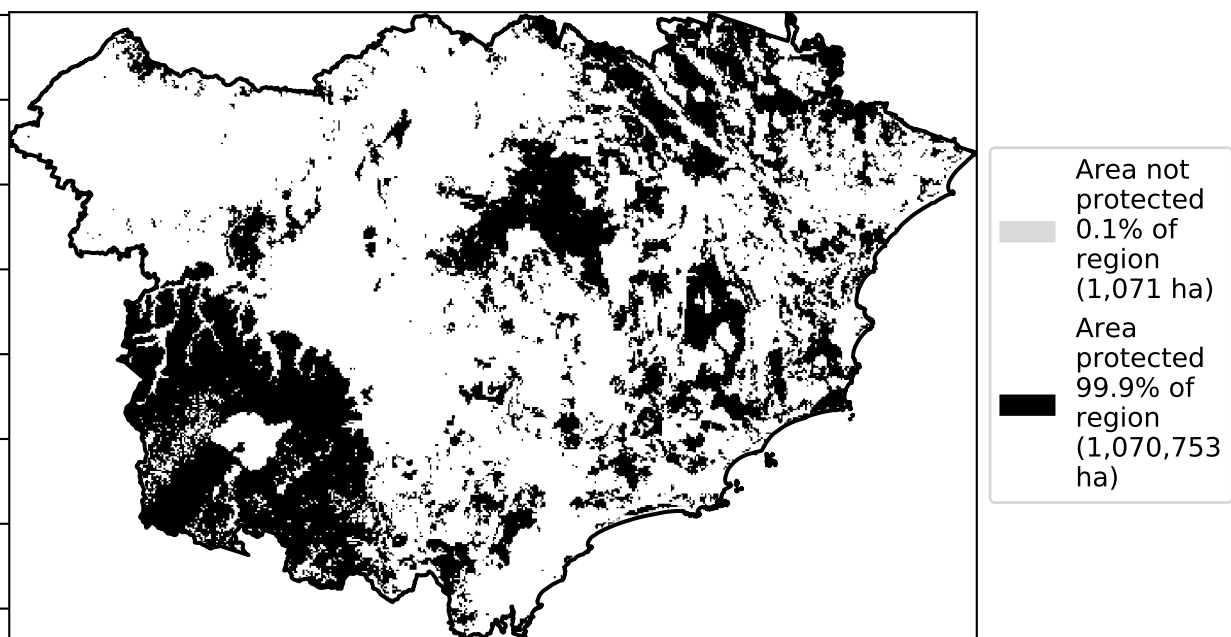 Area not
protected
0.1% of
region
(1,071 ha)
Area
protected
99.9% of
region
(1,070,753
ha)